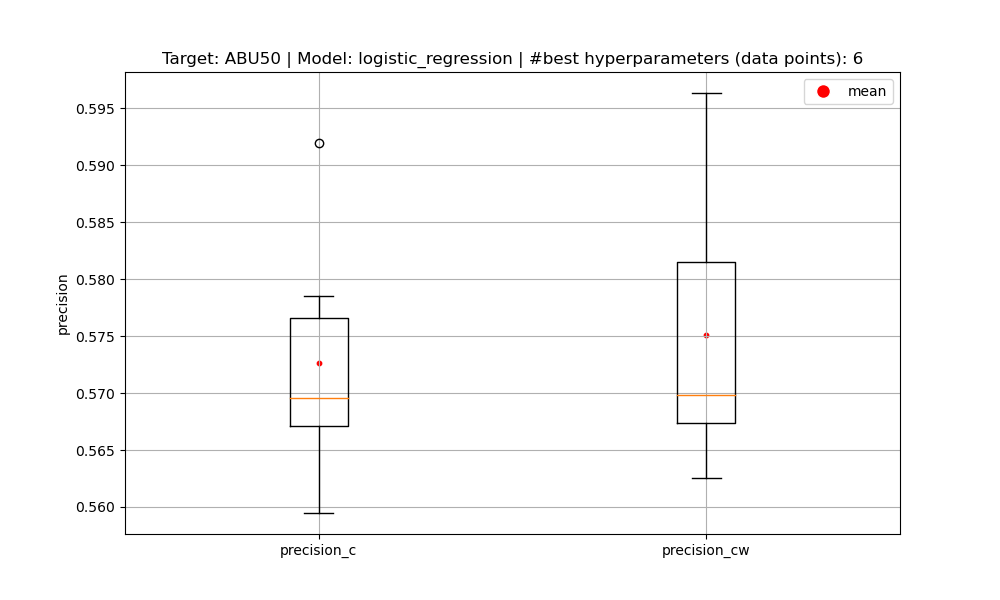 Target: ABU50 | Model: logistic_regression | #best hyperparameters (data points): 6
mean
0.595
0.590
0.585
0.580
0.575
0.570
0.565
0.560
precision
precision_c
precision_cw